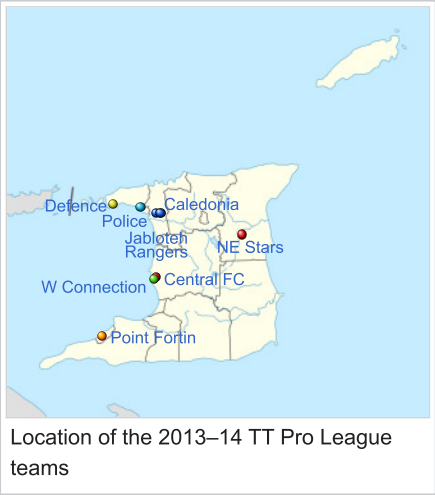 Defence
Caledonia
Police
Jabloteh
Rangers
NE Stars
Central FC
W Connection
Point Fortin
Location of the 2013–14 TT Pro League
teams